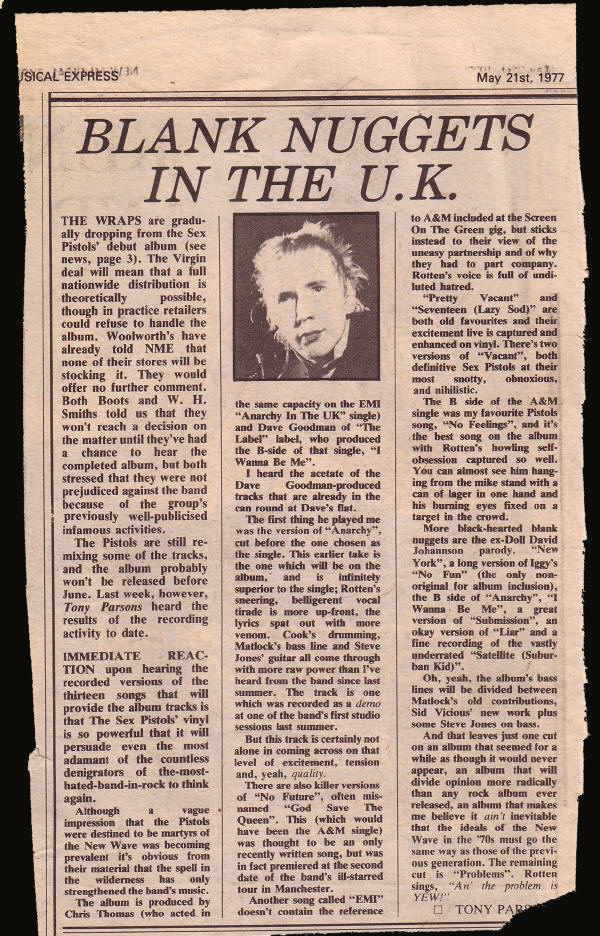 SICAL EXPRESS
May 21st, 1977
BLANK NUGGETS
IN THE U.K.
THE WRAPS are gradu-
ally dropping from the Sex
Pistols' debut album (see
news, page 3). The Virgin
deal will mean that a full
nationwide distribution is
theoretically possible,
though in practice retailers
could refuse to handle the
album. Woolworth's have
already told NME that
none of their stores will be
stocking it. They would
offer no further comment.
Both Boots and W. H.
Smiths told us that they
won't reach a decision on
the matter until they've had
a chance to hear the
completed album, but both
stressed that they were not
prejudiced against the band
because of the group's
previously well-publicised
infamous activities.
The Pistols are still re-
mixing some of the tracks,
and the album probably
won't be released before
June. Last week, however,
Tony Parsons heard the
results of the recording
activity to date.
IMMEDIATE REAC-
TION upon hearing the
recorded versions of the
thirteen songs that will
provide the album tracks is
that The Sex Pistols' vinyl
is so powerful that it will
persuade even the most
adamant of the countless
denigrators of the-most-
hated-band-in-rock to think
again.
Although a vague
impression that the Pistols
were destined to be martyrs of
the New Wave was becoming
prevalent it's obvious from
their material that the spell in
the wilderness has only
strengthened the band's music.
The album is produced by
Chris Thomas (who acted in
the same capacity on the EMI
"Anarchy In The UK" single)
and Dave Goodman of "The
Label" label, who produced
the B-side of that single, "I
Wanna Be Me".
I heard the acetate of the
Dave Goodman-produced
tracks that are already in the
can round at Dave's flat.
The first thing he played me
was the version of "Anarchy",
cut before the one chosen as
the single. This earlier take is
the one which will be on the
album, and is infinitely
superior to the single; Rotten's
sneering, belligerent vocal
tirade is more up-front, the
lyrics spat out with more
venom. Cook's drumming,
Matlock's bass line and Steve
Jones' guitar all come through
with more raw power than I've
heard from the band since last
summer. The track is one
which was recorded as a demo
at one of the band's first studio
sessions last summer.
But this track is certainly not
alone in coming across on that
level of excitement, tension
and, yeah, quality.
There are also killer versions
of "No Future", often mis-
named "God Save The
Queen". This (which would
have been the A&M single)
was thought to be an only
recently written song, but was
in fact premiered at the second
date of the band's ill-starred
tour in Manchester.
Another song called "EMI"
doesn't contain the reference
to A&M included at the Screen
On The Green gig, but sticks
instead to their view of the
uneasy partnership and of why
they had to part company.
Rotten's voice is full of undi-
luted hatred.
"Pretty Vacant" and
"Seventeen (Lazy Sod)" are
both old favourites and their
excitement live is captured and
enhanced on vinyl. There's two
versions of "Vacant", both
definitive Sex Pistols at their
most snotty, obnoxious,
and nihilistic.
The B side of the A&M
single was my favourite Pistols
song, "No Feelings", and it's
the best song on the album
with Rotten's howling self-
obsession captured so well.
You can almost see him hang-
ing from the mike stand with a
can of lager in one hand and
his burning eyes fixed on a
target in the crowd.
More black-hearted blank
nuggets are the ex-Doll David
Johannson parody, "New
York", a long version of Iggy's
"No Fun" (the only non-
original for album inclusion),
the B side of "Anarchy", "I
Wanna Be Me", a great
version of "Submission", an
okay version of "Liar" and a
fine recording of the vastly
underrated "Satellite (Subur-
ban Kid)".
Oh, yeah, the album's bass
lines will be divided between
Matlock's old contributions,
Sid Vicious' new work plus
some Steve Jones on bass.
And that leaves just one cut
on an album that seemed for a
while as though it would never
appear, an album that will
divide opinion more radically
than any rock album ever
released, an album that makes
me believe it ain't inevitable
that the ideals of the New
Wave in the '70s must go the
same way as those of the previ-
ous generation. The remaining
cut is "Problems". Rotten
sings, "An' the problem is
YEW!"
□ TONY PARS